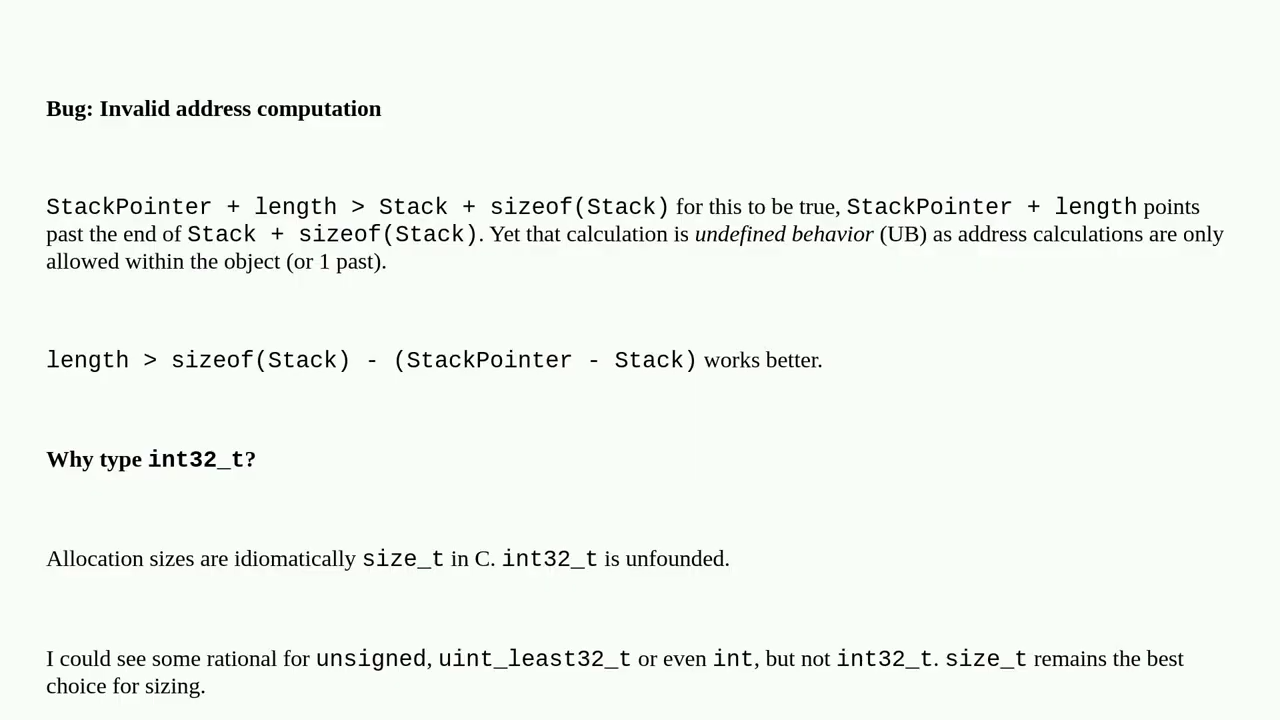 Bug: Invalid address computation
StackPointer + length > Stack + sizeof(Stack) for this to be true, StackPointer + length points
past the end of Stack + sizeof(Stack). Yet that calculation is undefined behavior (UB) as address calculations are only
allowed within the object (or 1 past).
length > sizeof(Stack) - (StackPointer - Stack) works better.
Why type int32_t?
Allocation sizes are idiomatically size_t in C. int32_t is unfounded.
I could see some rational for unsigned, uint_least32_t or even int, but not int32_t. size_t remains the best
choice for sizing.